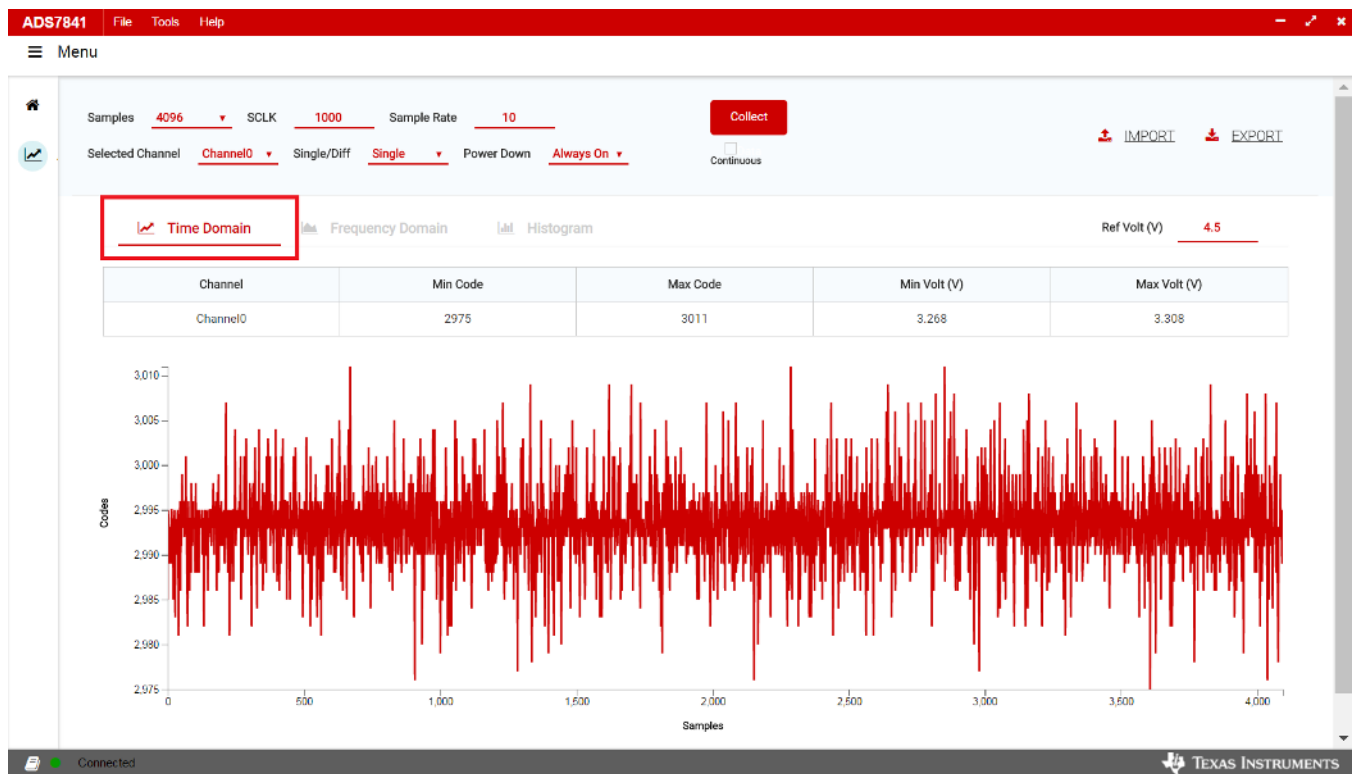 ADS7841 File Tools Help
Menu
Samples 4096 SCLK 1000 Sample Rate 10 Collect
IMPORT EXPORT
Selected Channel Channel0 Single/Diff Single Power Down Always On Continuous
Time Domain Frequency Domain Histogram Ref Volt (V) 4.5
Channel Min Code Max Code Min Volt (V) Max Volt (V)
Channel0 2975 3011 3.268 3.308
3,010
3,005
3,000
2,995
2,990
2,985
2,980
2,975
Codes
0 500 1,000 1,500 2,000 2,500 3,000 3,500 4,000
Samples
Connected TEXAS INSTRUMENTS